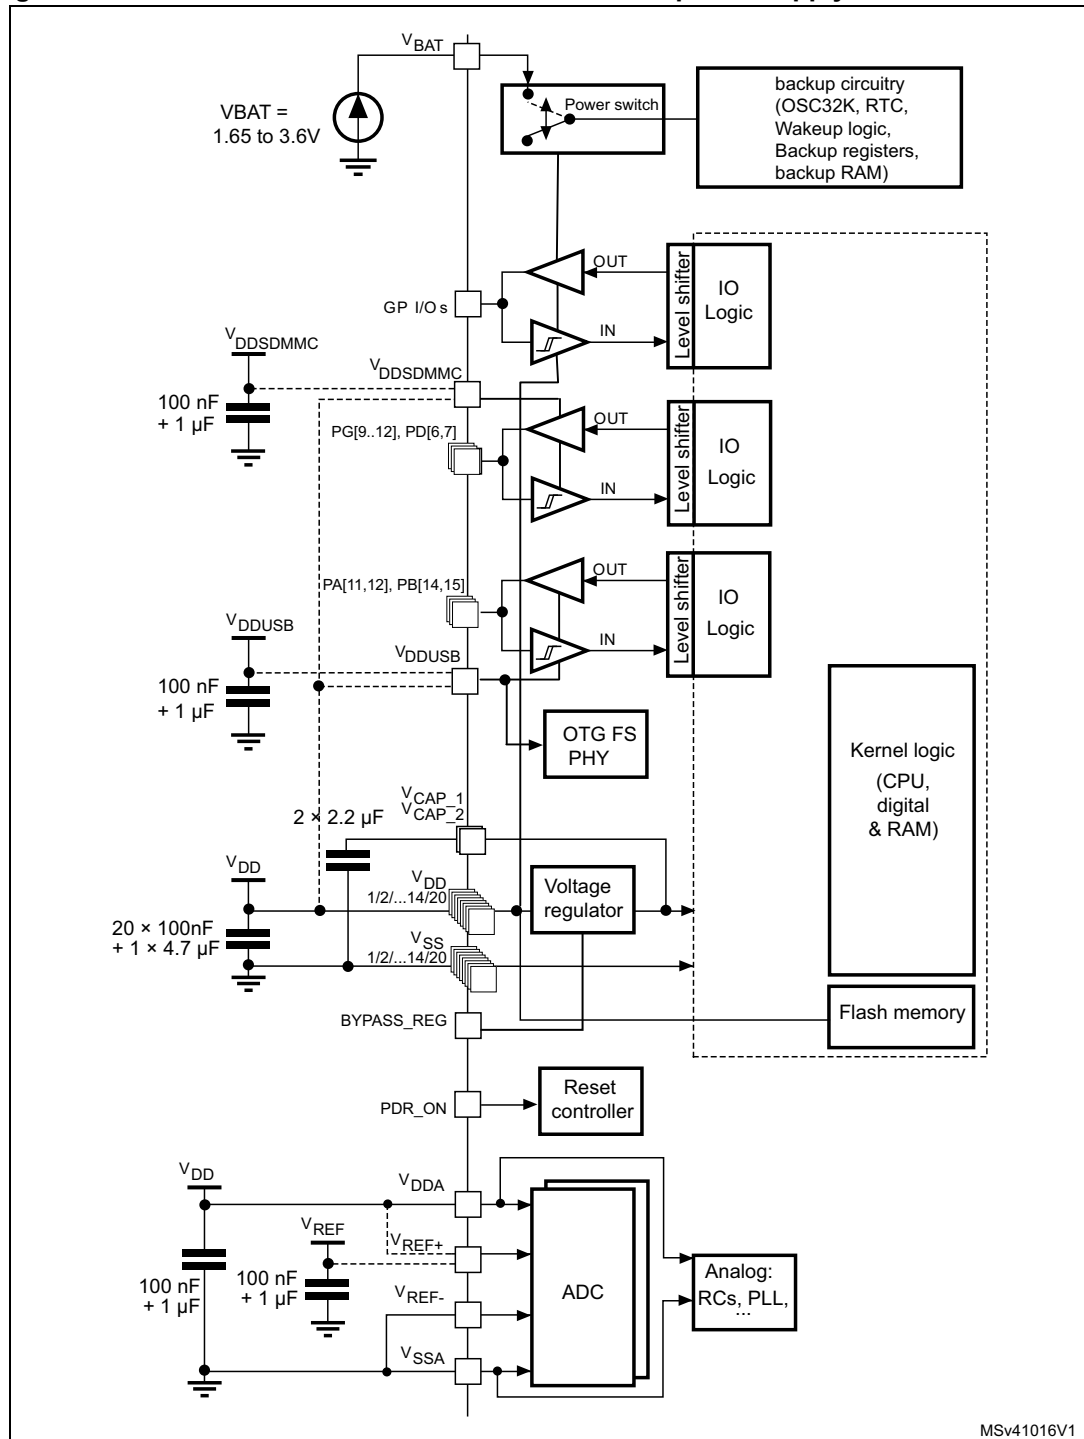 VBAT
VBAT =
1.65 to 3.6V
Power switch
backup circuitry
(OSC32K, RTC,
Wakeup logic,
Backup registers,
backup RAM)
OUT
GP I/Os
IN
Level shifter
IO
Logic
VDDSDMMC
VDDSDMMC
100 nF
+ 1 µF
PG[9..12], PD[6,7]
OUT
IN
Level shifter
IO
Logic
PA[11,12], PB[14,15]
OUT
IN
Level shifter
IO
Logic
VDDUSB
VDDUSB
100 nF
+ 1 µF
OTG FS
PHY
Kernel logic
(CPU,
digital
& RAM)
VCAP_1
VCAP_2
2 × 2.2 µF
VDD
VDD
1/2/...14/20
Voltage
regulator
20 × 100nF
+ 1 × 4.7 µF
VSS
1/2/...14/20
BYPASS_REG
Flash memory
PDR_ON
Reset
controller
VDD
VDDA
VREF
VREF+
100 nF
+ 1 µF
100 nF
+ 1 µF
VREF-
VSSA
ADC
Analog:
RCs, PLL,
...
MSv41016V1